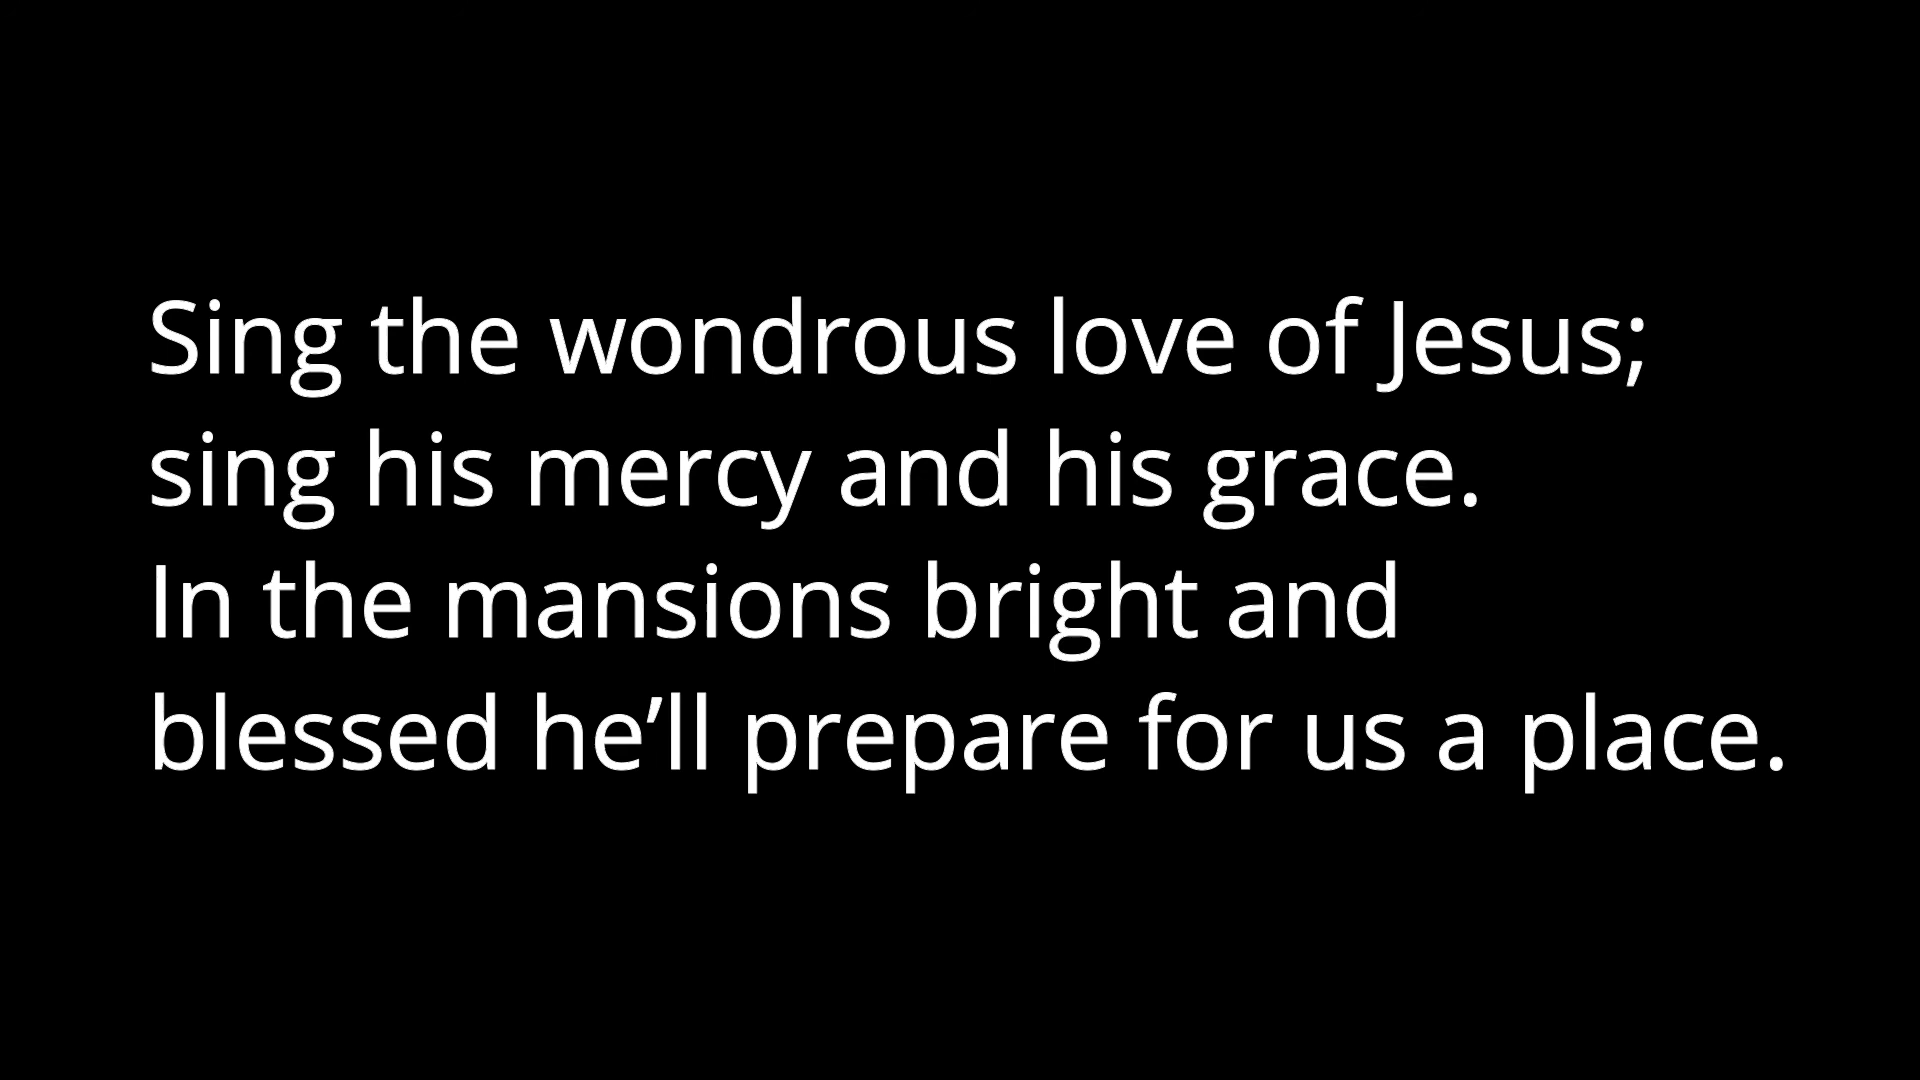 Sing the wondrous love of Jesus;
sing his mercy and his grace.
In the mansions bright and
blessed he’ll prepare for us a place.